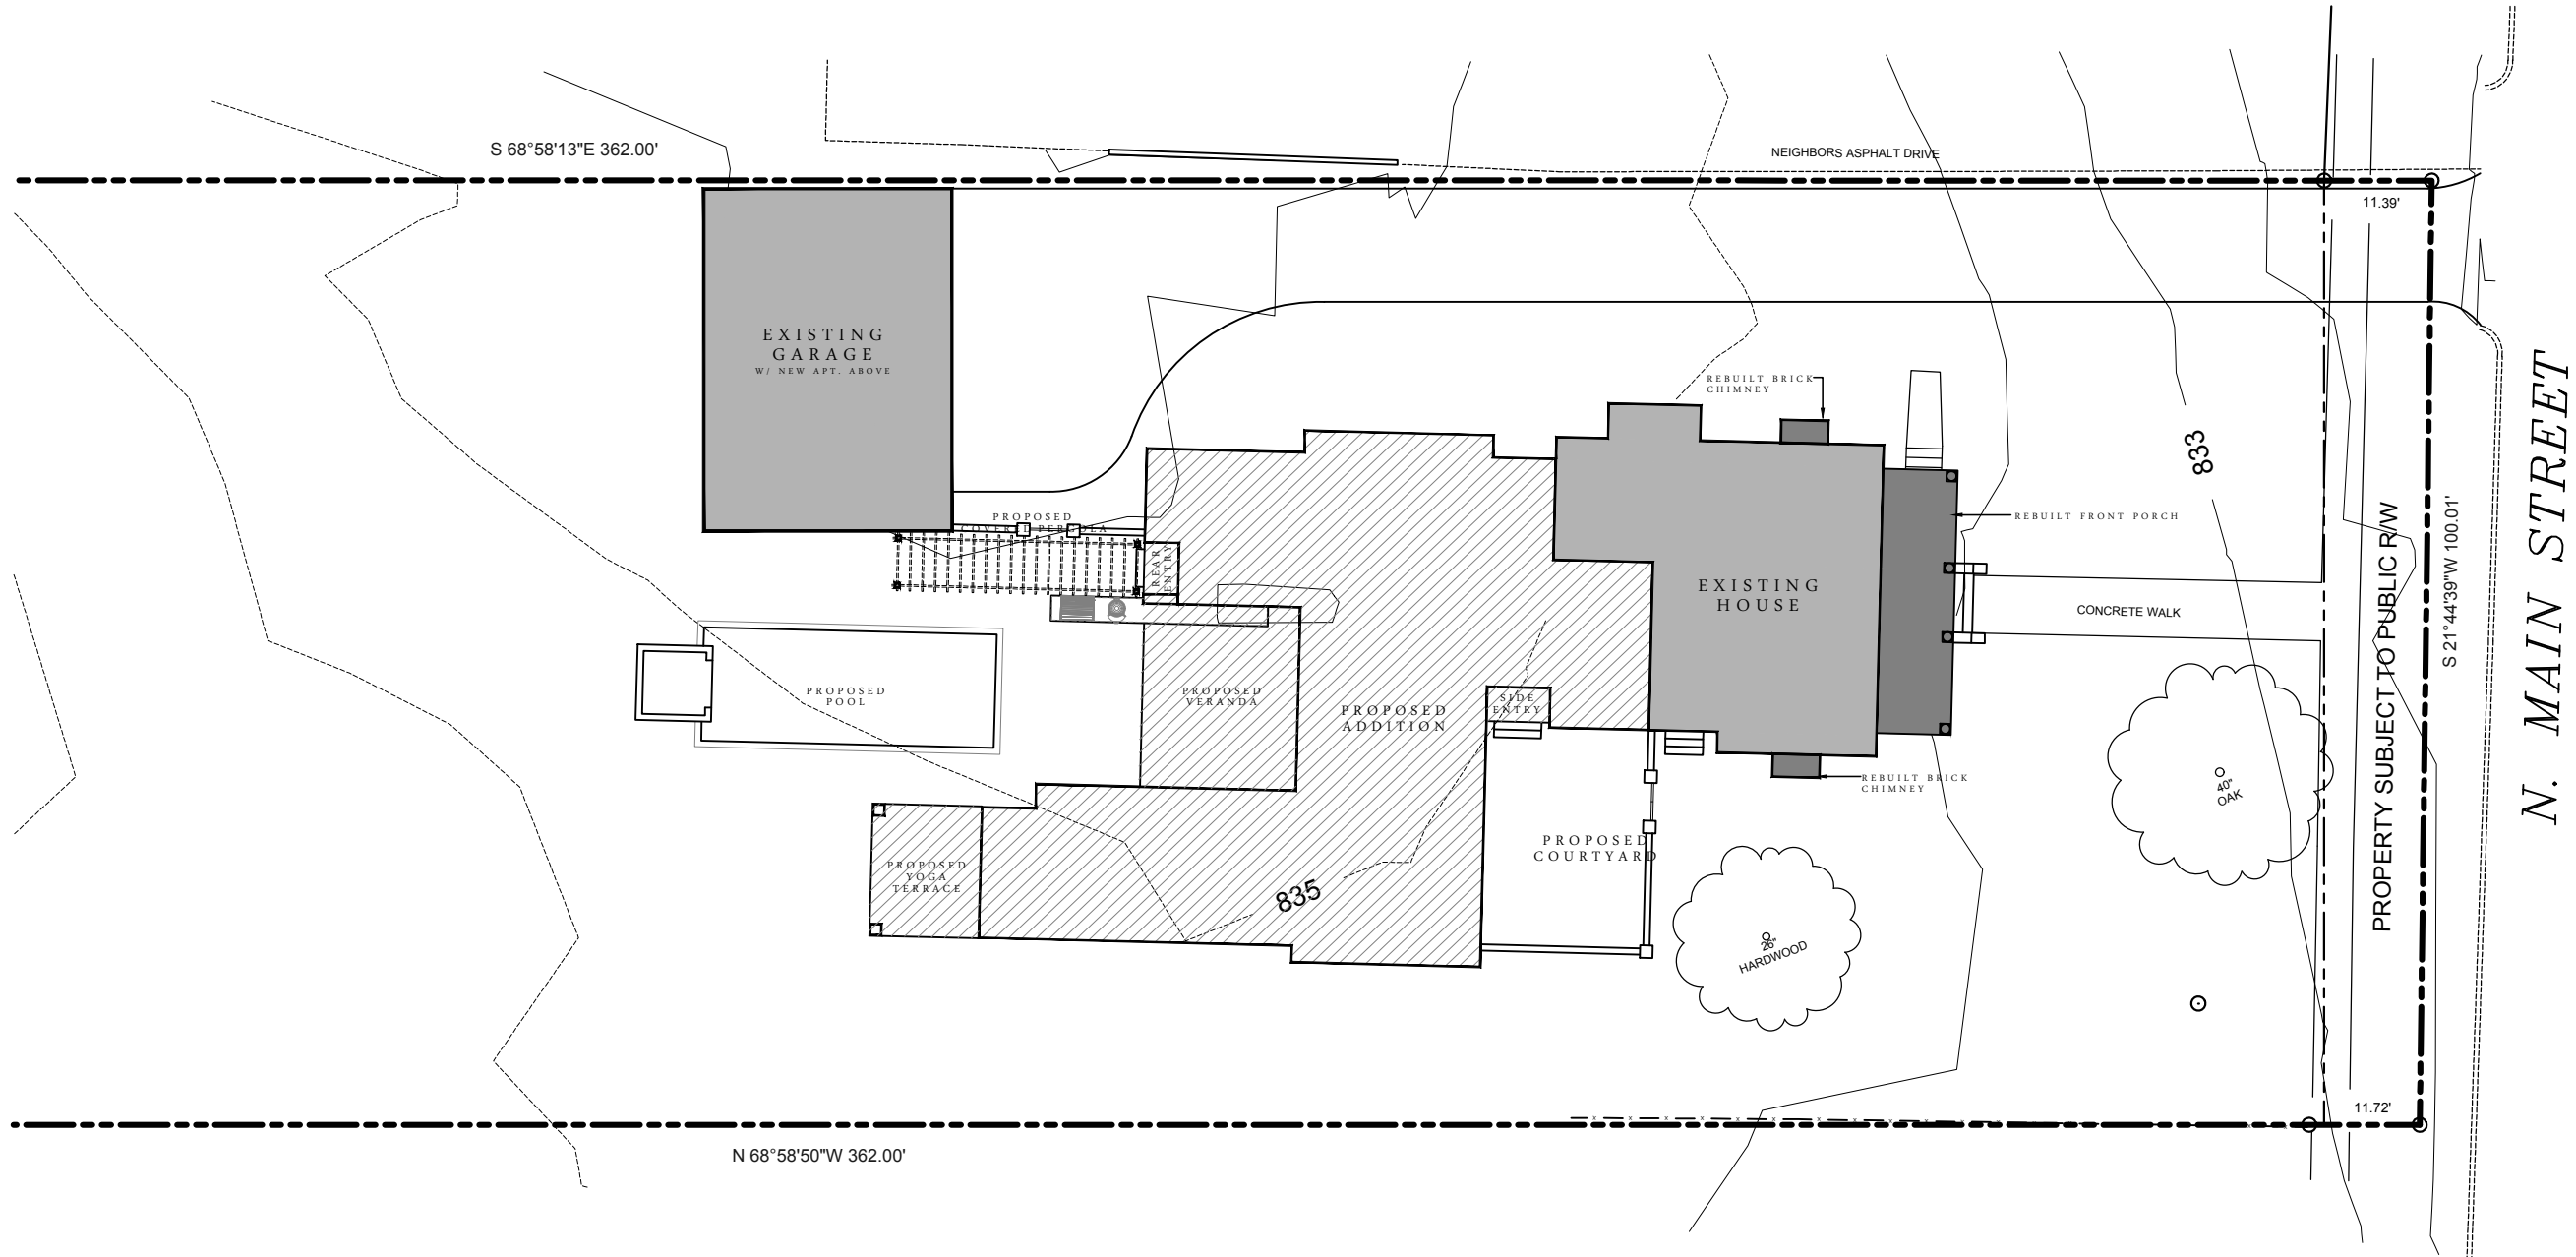 S 68°58'13"E 362.00'
NEIGHBORS ASPHALT DRIVE
11.39'
EXISTING
GARAGE
W/ NEW APT. ABOVE
REBUILT BRICK
CHIMNEY
833
PROPOSED
COVERED PERGOLA
REBUILT FRONT PORCH
REAR
ENTRY
EXISTING
HOUSE
CONCRETE WALK
PROPERTY SUBJECT TO PUBLIC R/W
S 21°44'39"W 100.01'
N. MAIN STREET
PROPOSED
POOL
PROPOSED
VERANDA
PROPOSED
ADDITION
SIDE
ENTRY
REBUILT BRICK
CHIMNEY
40"
OAK
PROPOSED
COURTYARD
PROPOSED
YOGA
TERRACE
835
26"
HARDWOOD
11.72'
N 68°58'50"W 362.00'